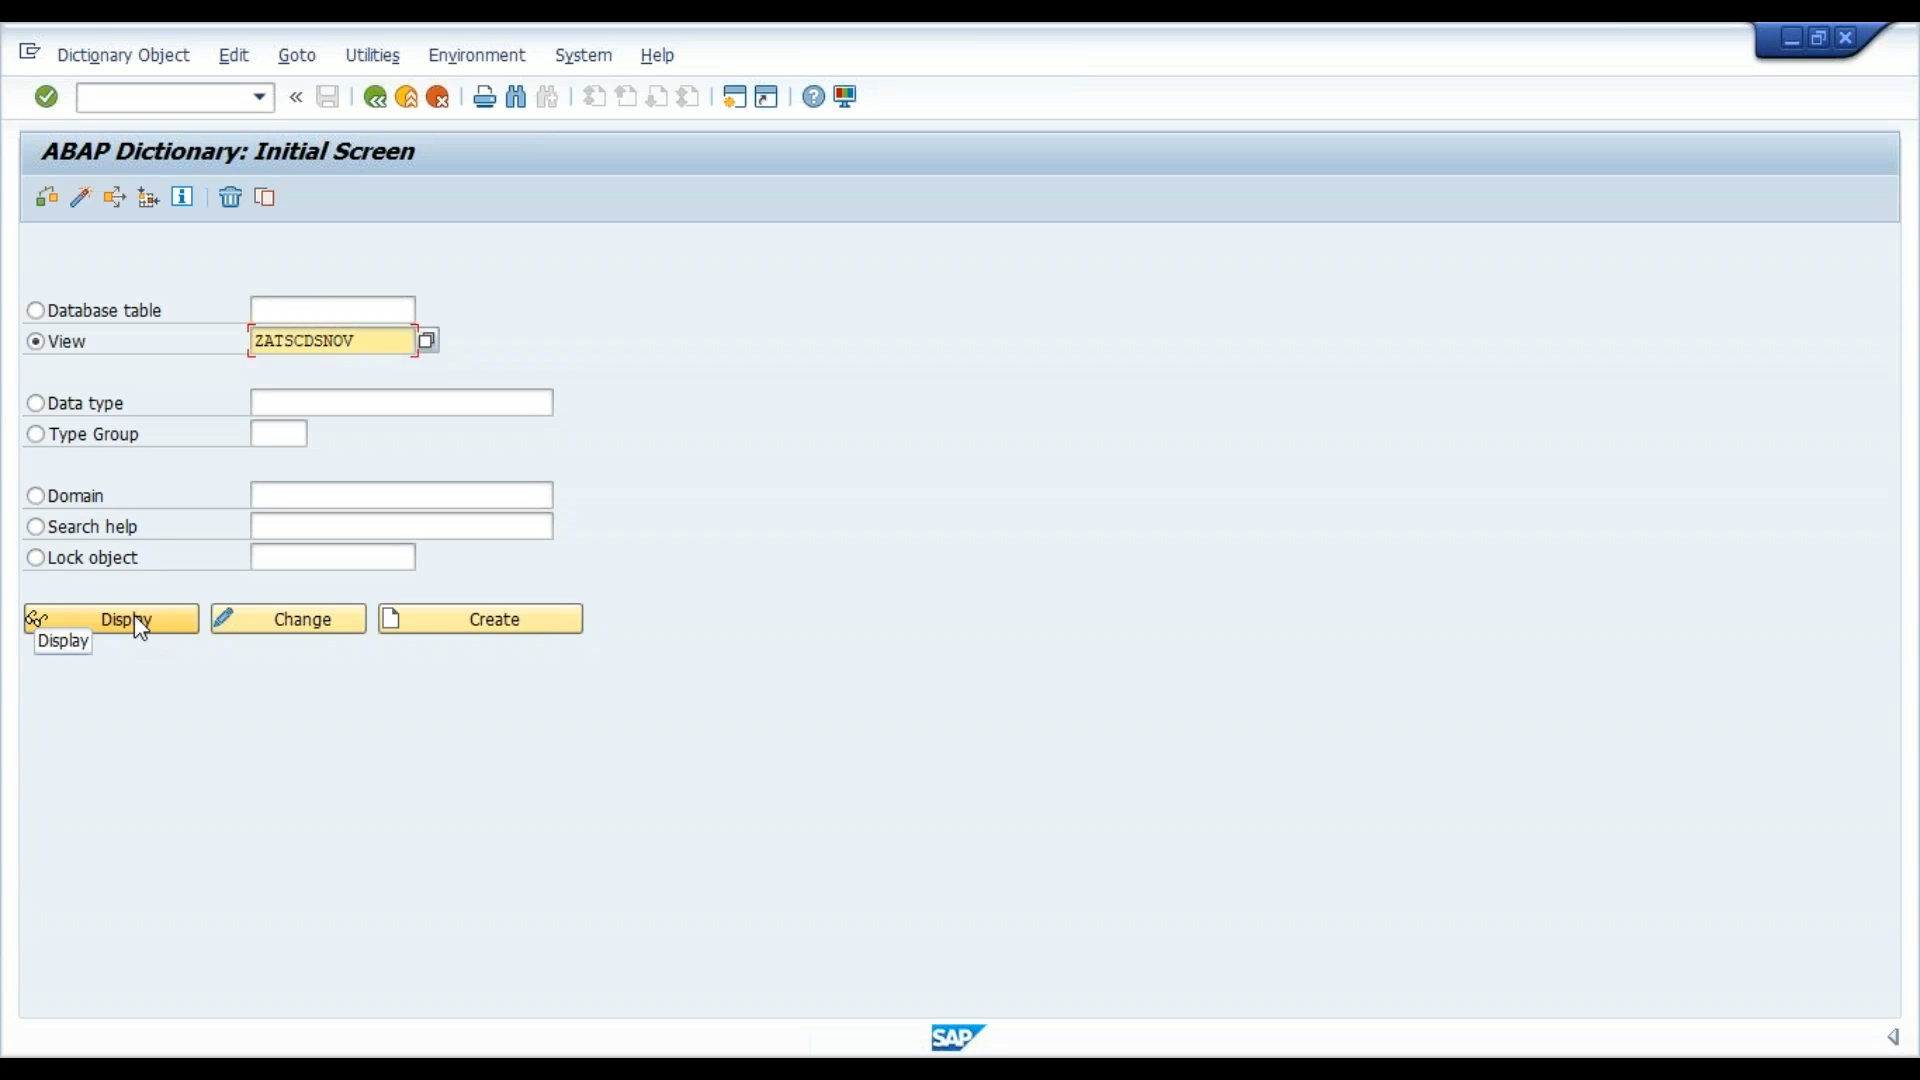 Dictionary Object Edit Goto Utilities Environment System Help
ABAP Dictionary: Initial Screen
Database table
View ZATSCDSNOV
Data type
Type Group
Domain
Search help
Lock object
Display Change Create
Display
SAP